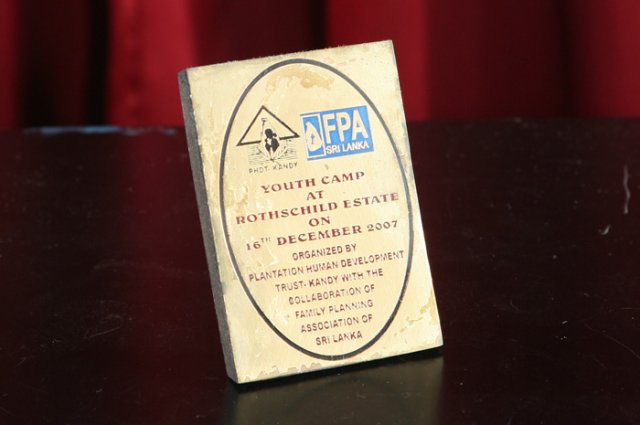 PHDT-KANDY
FPA
SRI LANKA
YOUTH CAMP
AT
ROTHSCHILD ESTATE
ON
16TH DECEMBER 2007
ORGANIZED BY
PLANTATION HUMAN DEVELOPMENT
TRUST- KANDY WITH THE
COLLABORATION OF
FAMILY PLANNING
ASSOCIATION OF
SRI LANKA